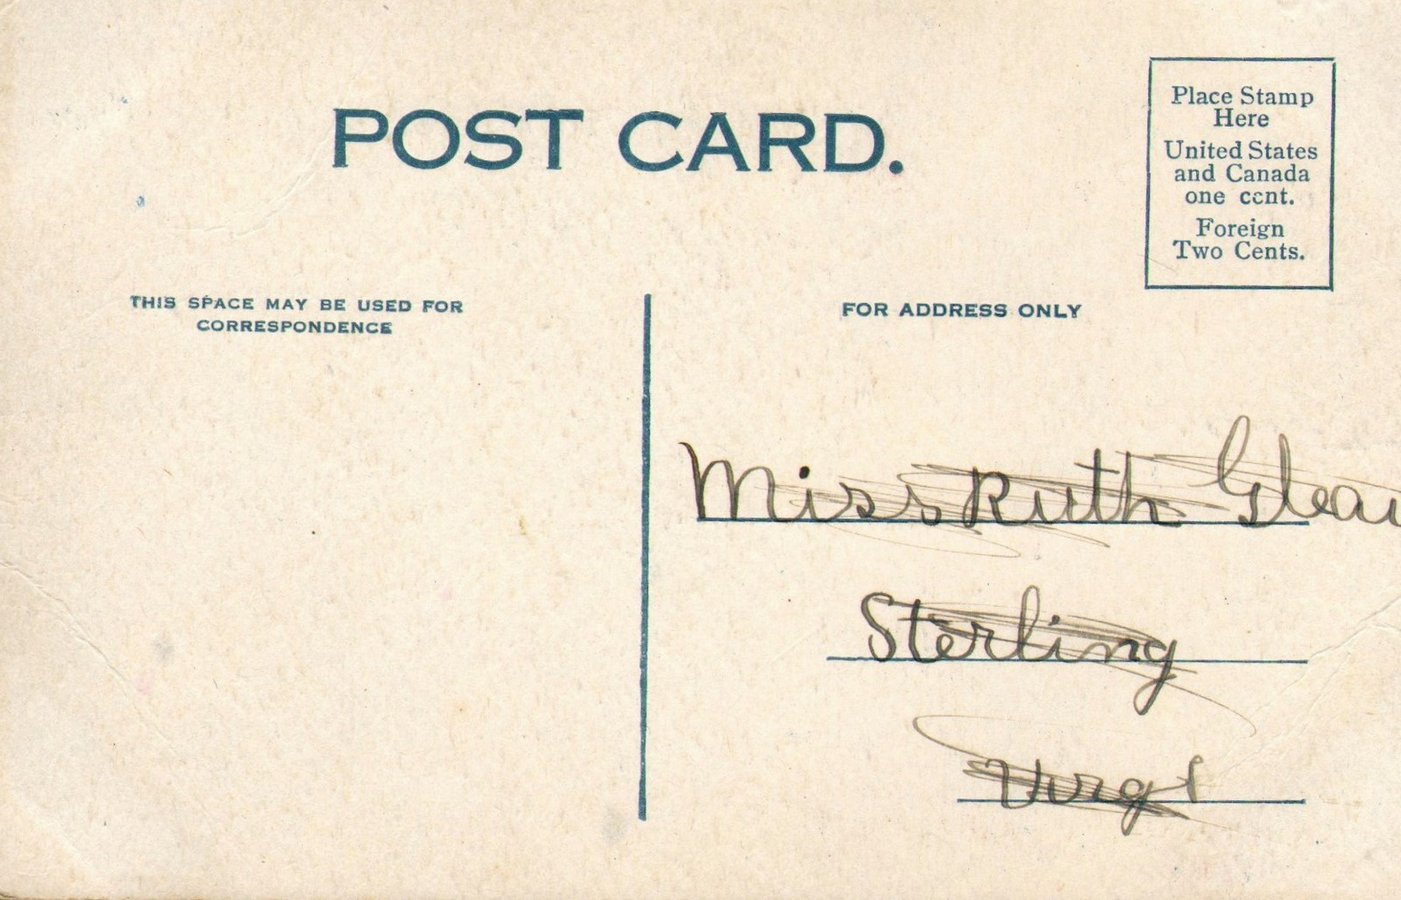 POST CARD.
Place Stamp
Here
United States
and Canada
one cent.
Foreign
Two Cents.
THIS SPACE MAY BE USED FOR
CORRESPONDENCE
FOR ADDRESS ONLY
Miss Ruth
Sterling